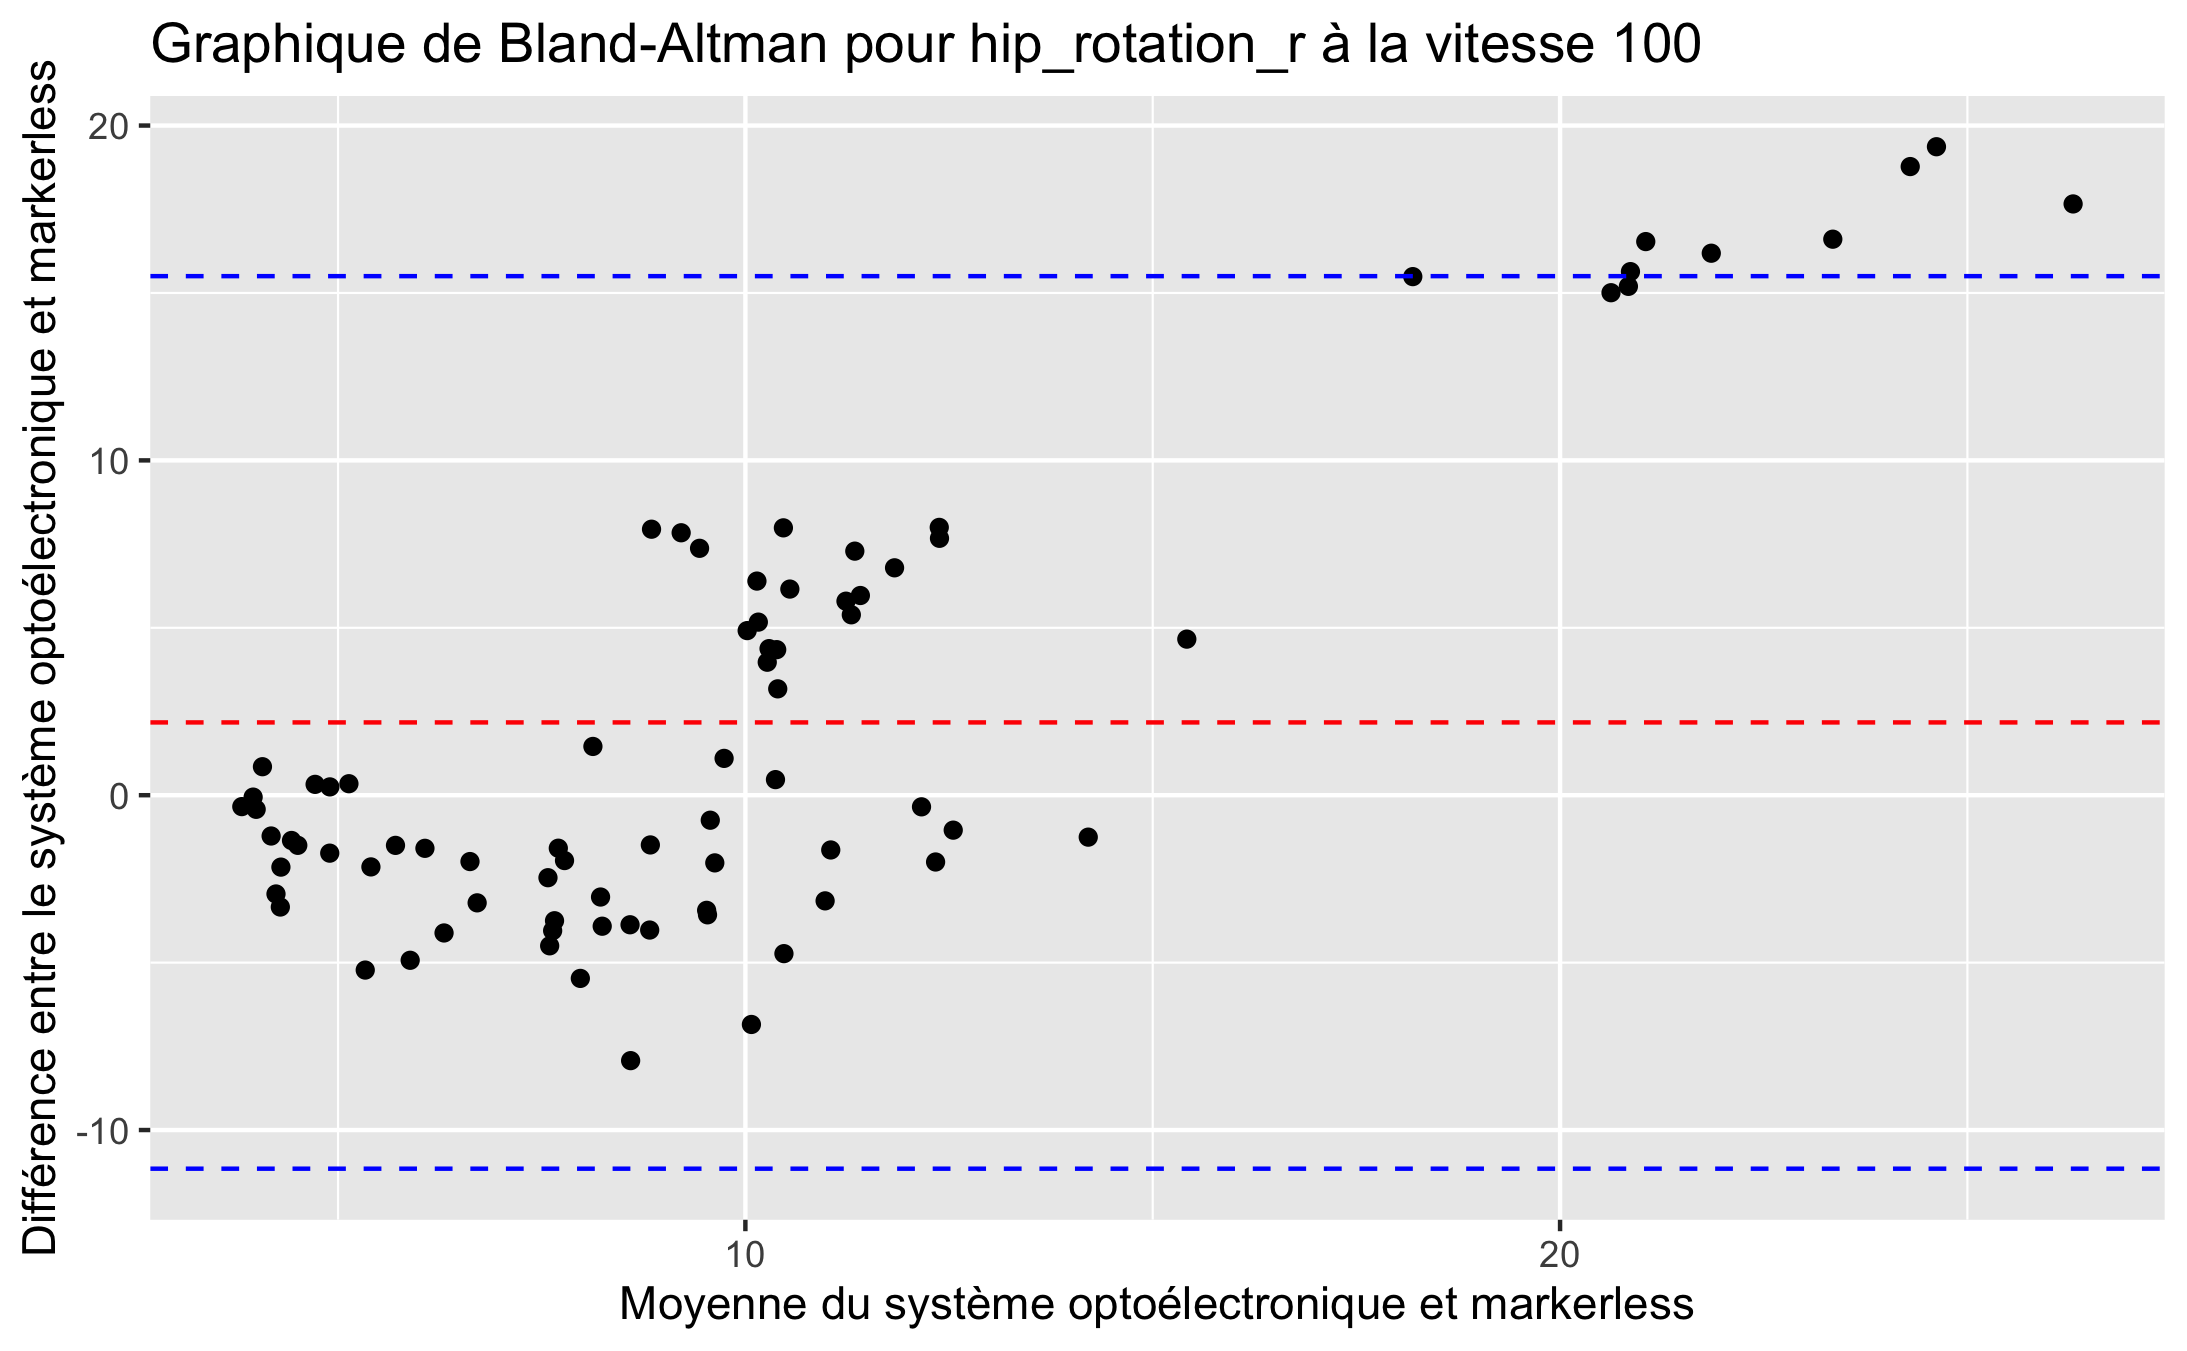 Graphique de Bland-Altman pour hip_rotation_r à la vitesse 100
Différence entre le système optoélectronique et markerless
20
10
0
-10
10
20
Moyenne du système optoélectronique et markerless